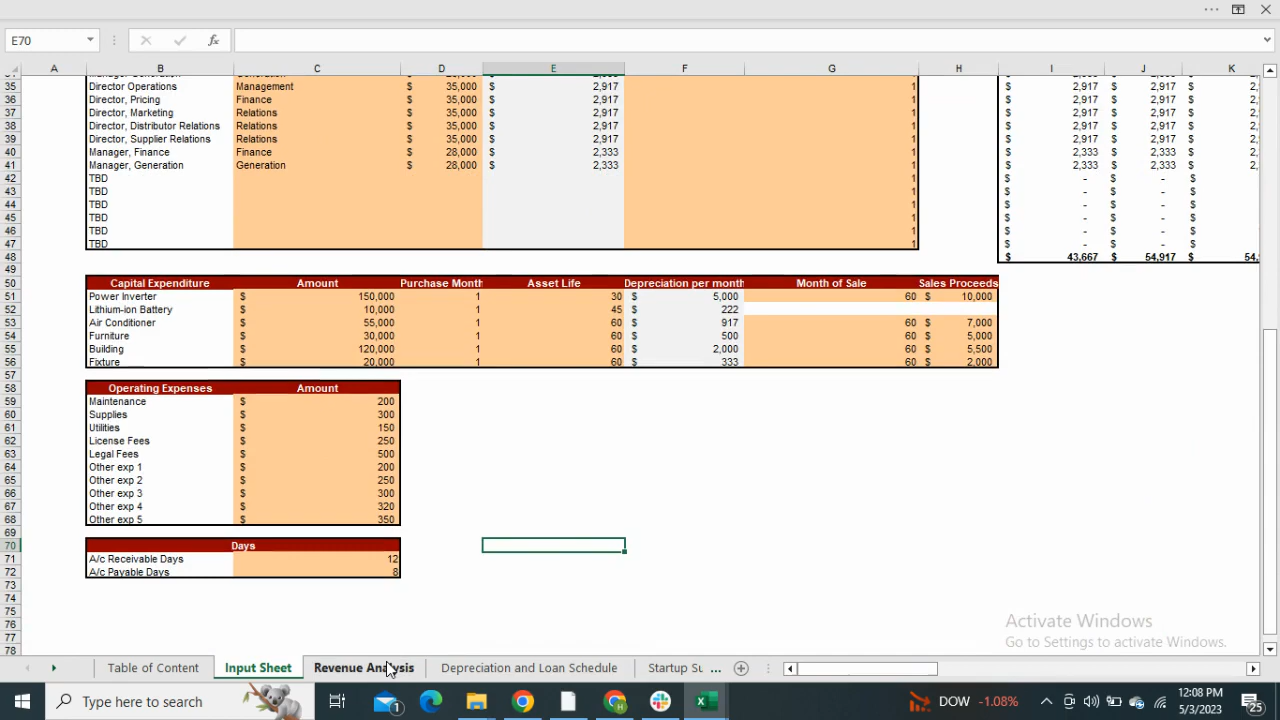 E70
fx
A B C D E F G H I J K
35 Director Operations Management $ 35,000 $ 2,917 1 $ 2,917 $ 2,917 $ 2,
36 Director, Pricing Finance $ 35,000 $ 2,917 1 $ 2,917 $ 2,917 $ 2,
37 Director, Marketing Relations $ 35,000 $ 2,917 1 $ 2,917 $ 2,917 $ 2,
38 Director, Distributor Relations Relations $ 35,000 $ 2,917 1 $ 2,917 $ 2,917 $ 2,
39 Director, Supplier Relations Relations $ 35,000 $ 2,917 1 $ 2,917 $ 2,917 $ 2,
40 Manager, Finance Finance $ 28,000 $ 2,333 1 $ 2,333 $ 2,333 $ 2,
41 Manager, Generation Generation $ 28,000 $ 2,333 1 $ 2,333 $ 2,333 $ 2,
42 TBD 1 $ - $ - $
43 TBD 1 $ - $ - $
44 TBD 1 $ - $ - $
45 TBD 1 $ - $ - $
46 TBD 1 $ - $ - $
47 TBD 1 $ - $ - $
48 $ 43,667 $ 54,917 $ 54,
49
50 Capital Expenditure Amount Purchase Month Asset Life Depreciation per month Month of Sale Sales Proceeds
51 Power Inverter $ 150,000 1 30 $ 5,000 60 $ 10,000
52 Lithium-ion Battery $ 10,000 1 45 $ 222
53 Air Conditioner $ 55,000 1 60 $ 917 60 $ 7,000
54 Furniture $ 30,000 1 60 $ 500 60 $ 5,000
55 Building $ 120,000 1 60 $ 2,000 60 $ 5,500
56 Fixture $ 20,000 1 60 $ 333 60 $ 2,000
57
58 Operating Expenses Amount
59 Maintenance $ 200
60 Supplies $ 300
61 Utilities $ 150
62 License Fees $ 250
63 Legal Fees $ 500
64 Other exp 1 $ 200
65 Other exp 2 $ 250
66 Other exp 3 $ 300
67 Other exp 4 $ 320
68 Other exp 5 $ 350
69
70 Days
71 A/c Receivable Days 12
72 A/c Payable Days 8
73
74
75
76
77
78
Activate Windows
Go to Settings to activate Windows.
Table of Content Input Sheet Revenue Analysis Depreciation and Loan Schedule Startup Su ...
Type here to search 1 DOW -1.08% 12:08 PM
5/3/2023 25